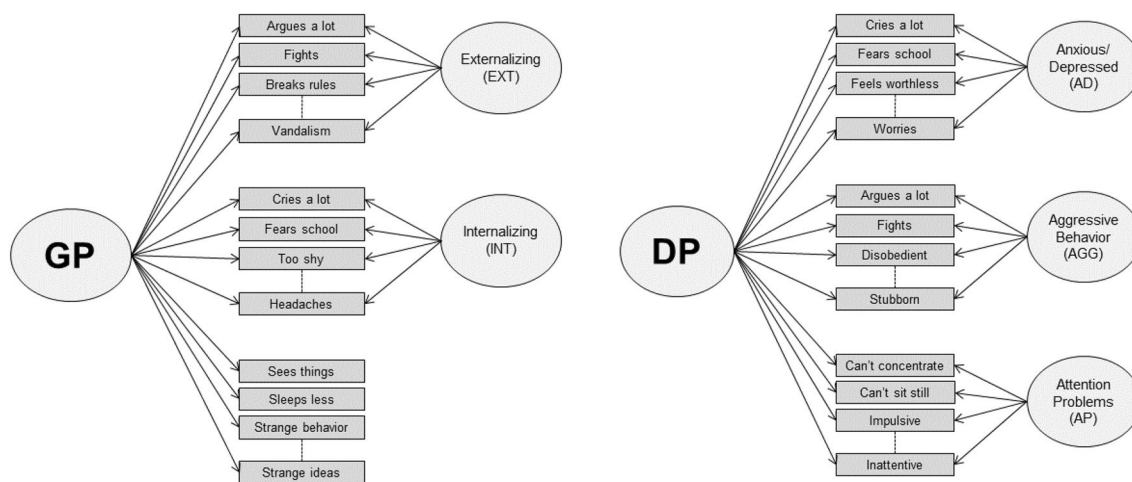 GP
Argues a lot
Fights
Breaks rules
Vandalism
Externalizing
(EXT)
Cries a lot
Fears school
Too shy
Headaches
Internalizing
(INT)
Sees things
Sleeps less
Strange behavior
Strange ideas
DP
Cries a lot
Fears school
Feels worthless
Worries
Anxious/
Depressed
(AD)
Argues a lot
Fights
Disobedient
Stubborn
Aggressive
Behavior
(AGG)
Can't concentrate
Can't sit still
Impulsive
Inattentive
Attention
Problems
(AP)